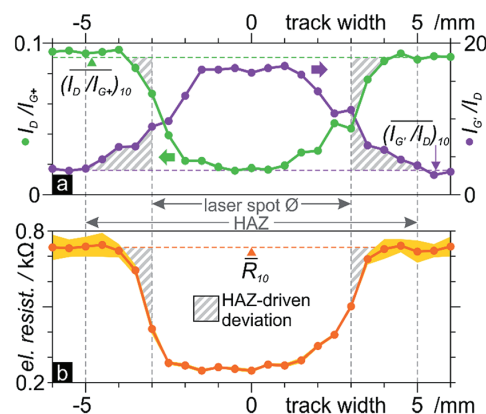 -5 0 track width 5 /mm
0.1 20
(I_D/I_G+)_10
I_D/I_G+ I_G'/I_D
(I_G'/I_D)_10
0 0
a
laser spot Ø
HAZ
0.8
kΩ
R_10
el. resist. /
HAZ-driven
deviation
b
0.2
-5 0 track width 5 /mm